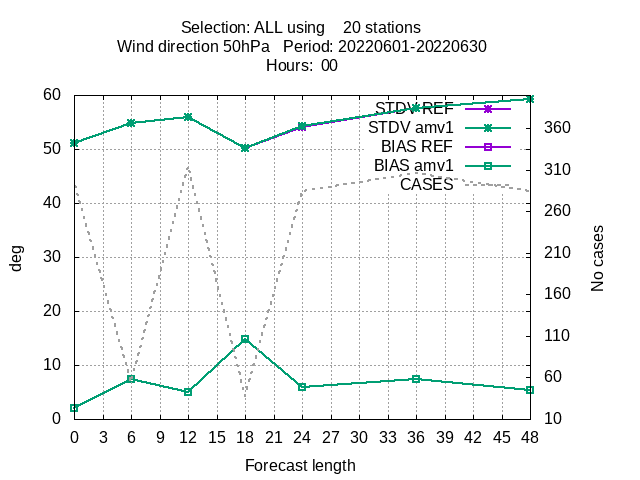 Selection: ALL using    20 stations
Wind direction 50hPa   Period: 20220601-20220630
Hours:  00
STDV REF
STDV amv1
BIAS REF
BIAS amv1
CASES
60
50
40
30
20
10
0
deg
360
310
260
210
160
110
60
10
No cases
0 3 6 9 12 15 18 21 24 27 30 33 36 39 42 45 48
Forecast length